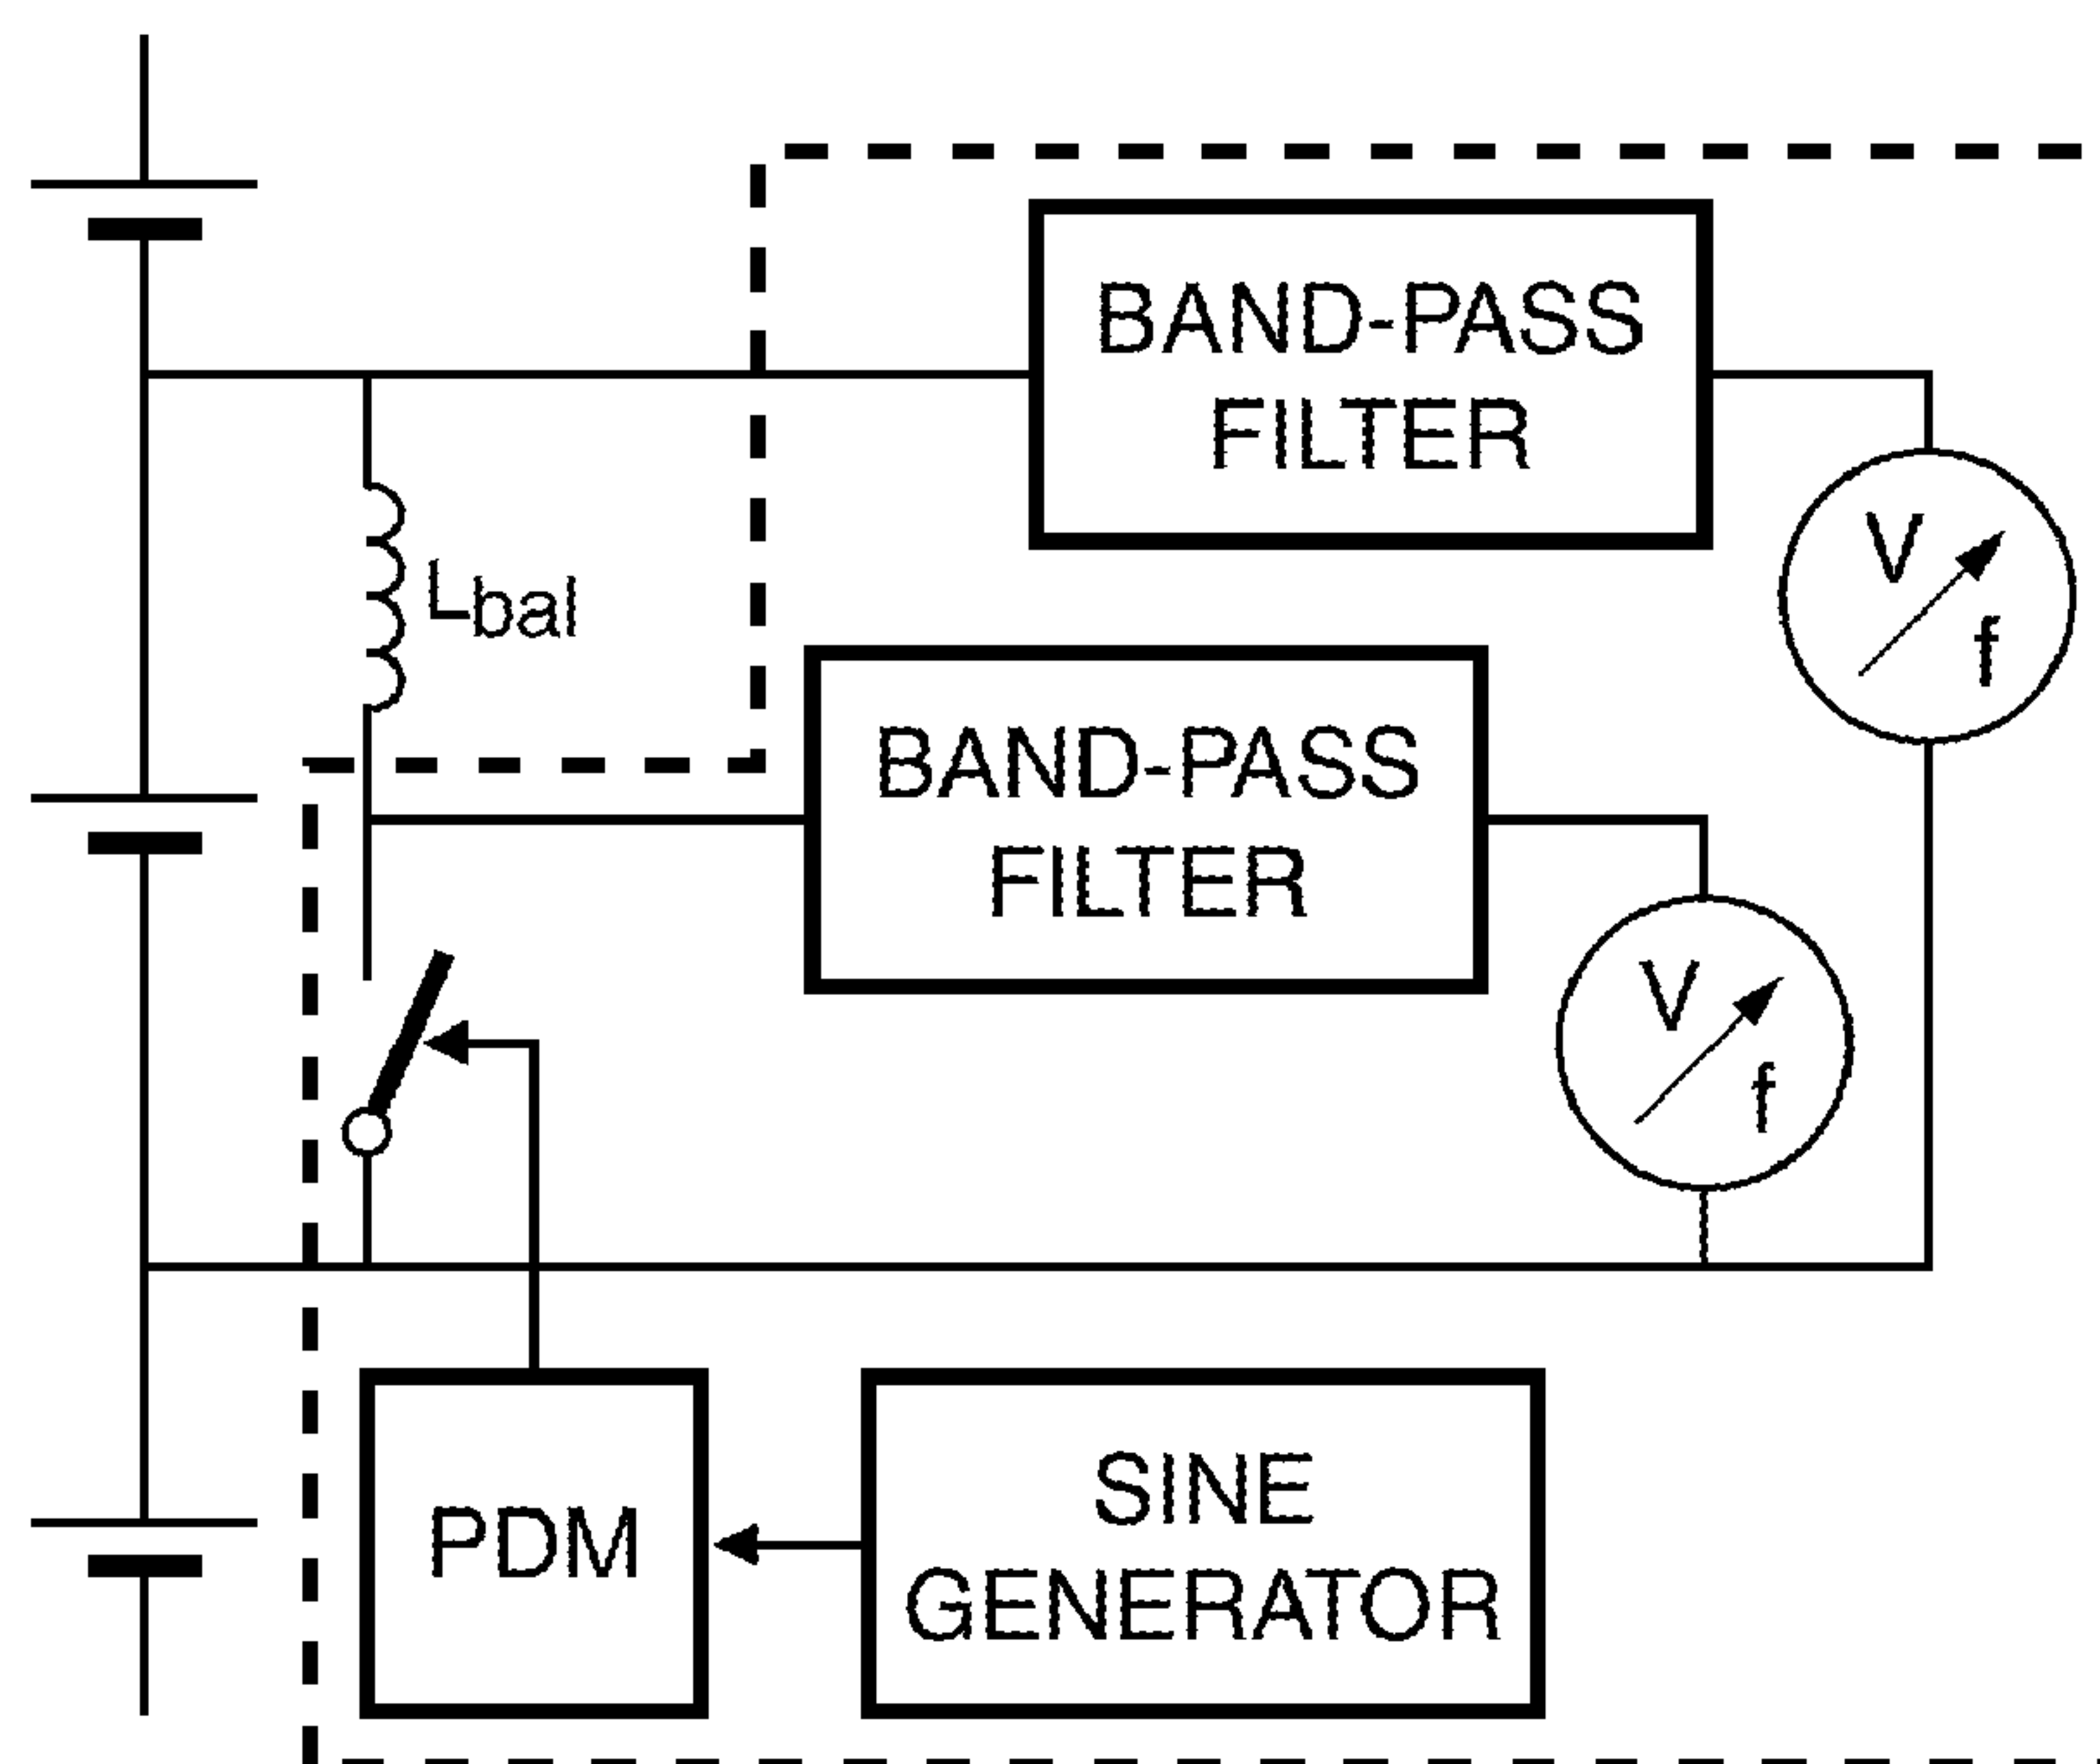 BAND-PASS
FILTER
V
f
Lbal
BAND-PASS
FILTER
V
f
PDM
SINE
GENERATOR